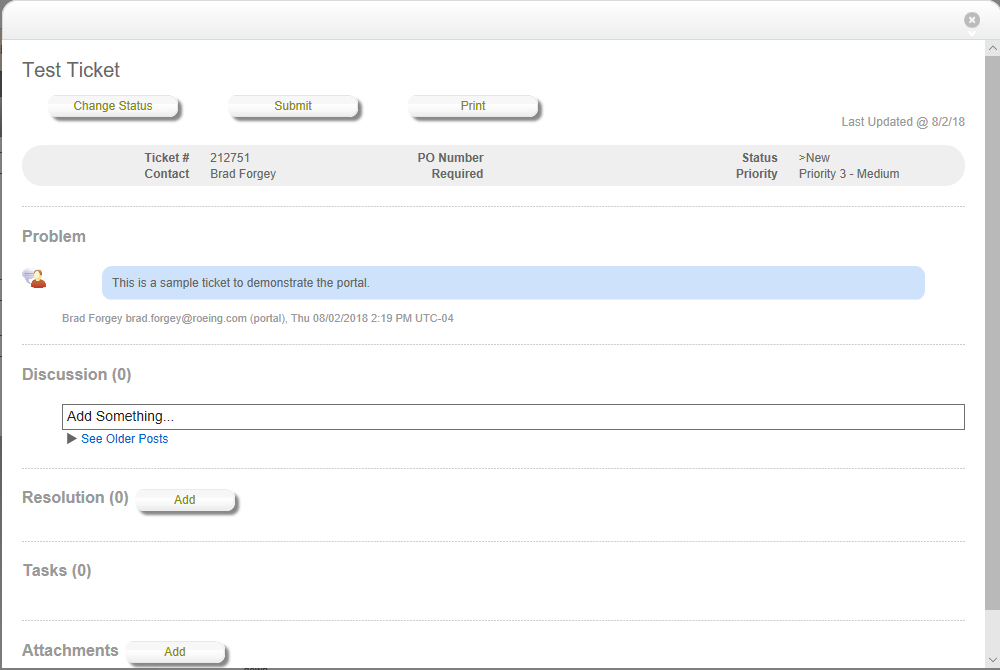 Test Ticket
Change Status Submit Print
Last Updated @ 8/2/18
Ticket # 212751 PO Number Status >New
Contact Brad Forgey Required Priority Priority 3 - Medium
Problem
This is a sample ticket to demonstrate the portal.
Brad Forgey brad.forgey@roeing.com (portal), Thu 08/02/2018 2:19 PM UTC-04
Discussion (0)
Add Something...
See Older Posts
Resolution (0) Add
Tasks (0)
Attachments Add